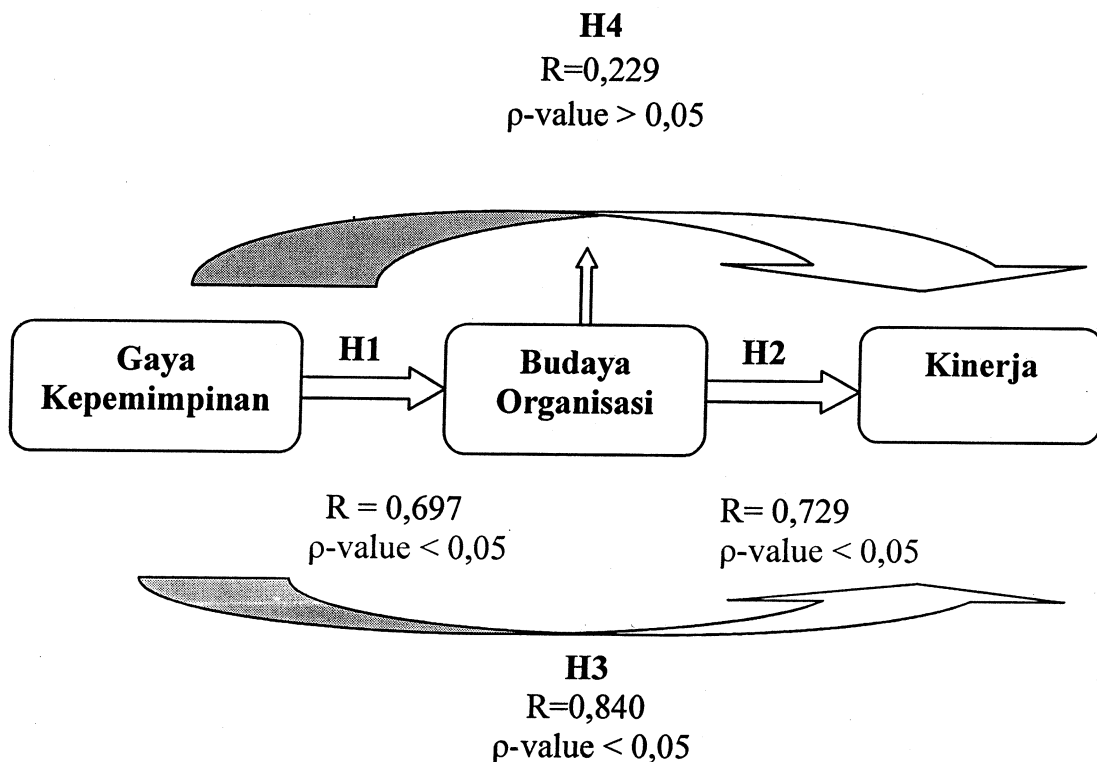 H4
R=0,229
ρ-value > 0,05
Gaya
Kepemimpinan
H1
Budaya
Organisasi
H2
Kinerja
R = 0,697
ρ-value < 0,05
R= 0,729
ρ-value < 0,05
H3
R=0,840
ρ-value < 0,05